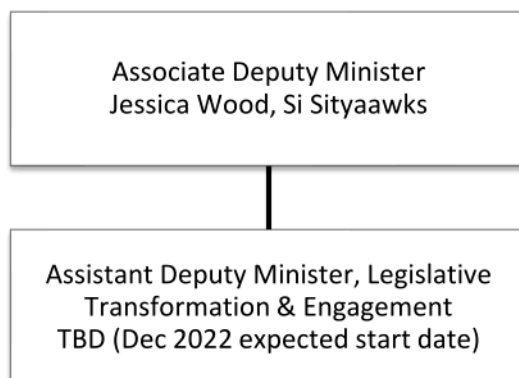 Associate Deputy Minister
Jessica Wood, Si Sityaawks
Assistant Deputy Minister, Legislative
Transformation & Engagement
TBD (Dec 2022 expected start date)